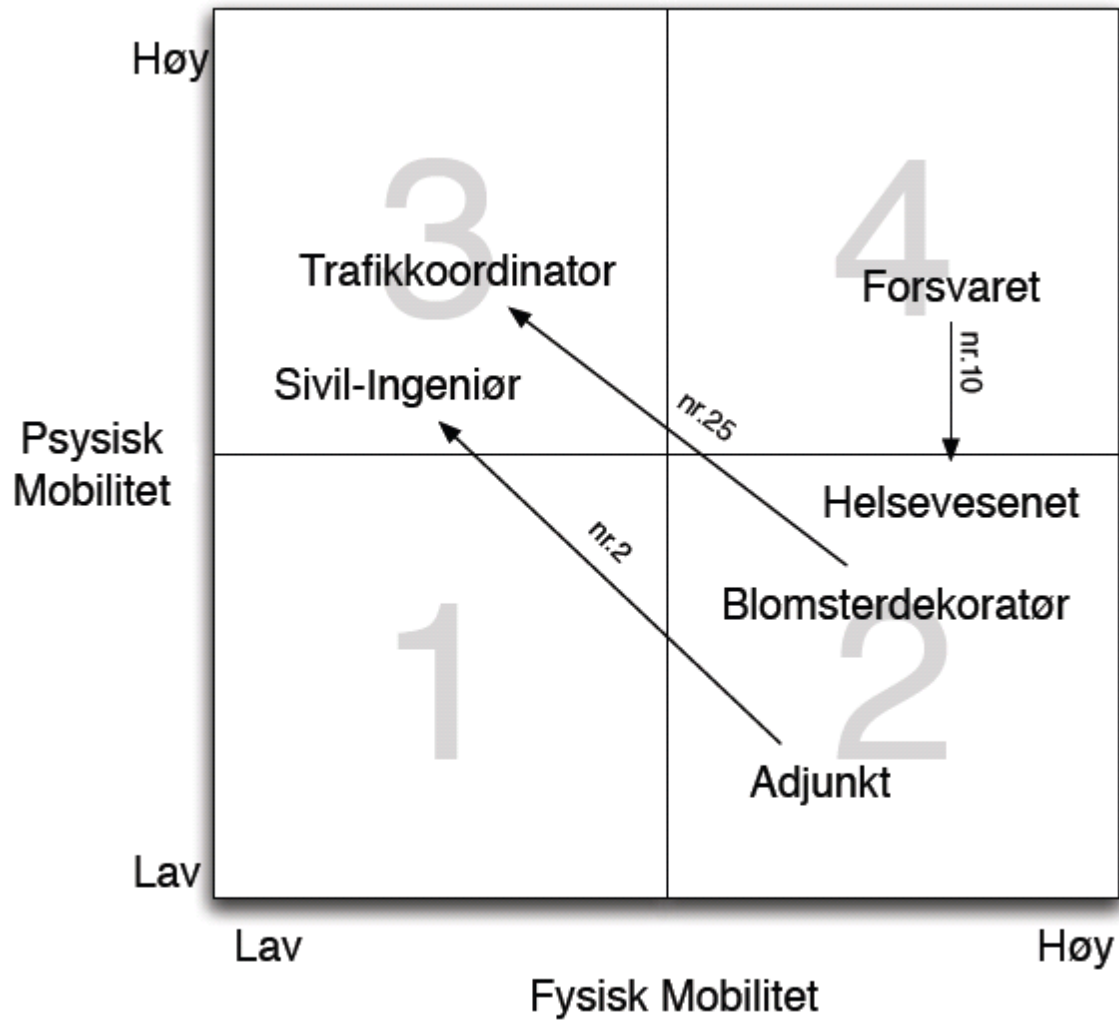 Høy
3
4
Trafikkoordinator
Forsvaret
nr.10
Sivil-Ingeniør
nr.25
Psysisk
Mobilitet
Helsevesenet
nr.2
Blomsterdekoratør
1
2
Adjunkt
Lav
Lav
Høy
Fysisk Mobilitet